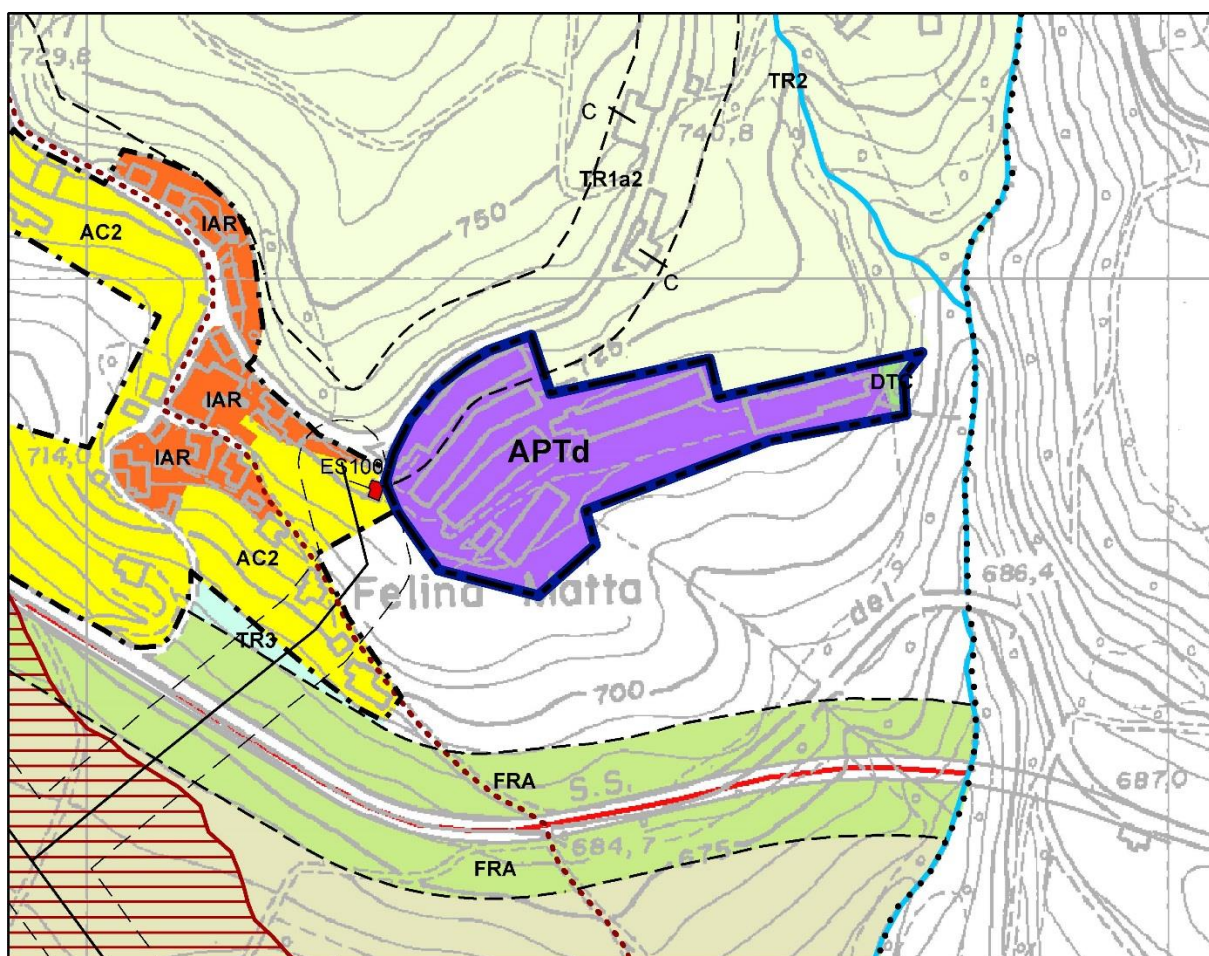 729,8
TR2
C
740,8
TR1a2
IAR
AC2
750
C
725
DTC
IAR
APTd
714,0
IAR
ES100
AC2
Felina Matta
686,4
del
TR3
700
FRA
S.S.
687,0
684,7
675
FRA